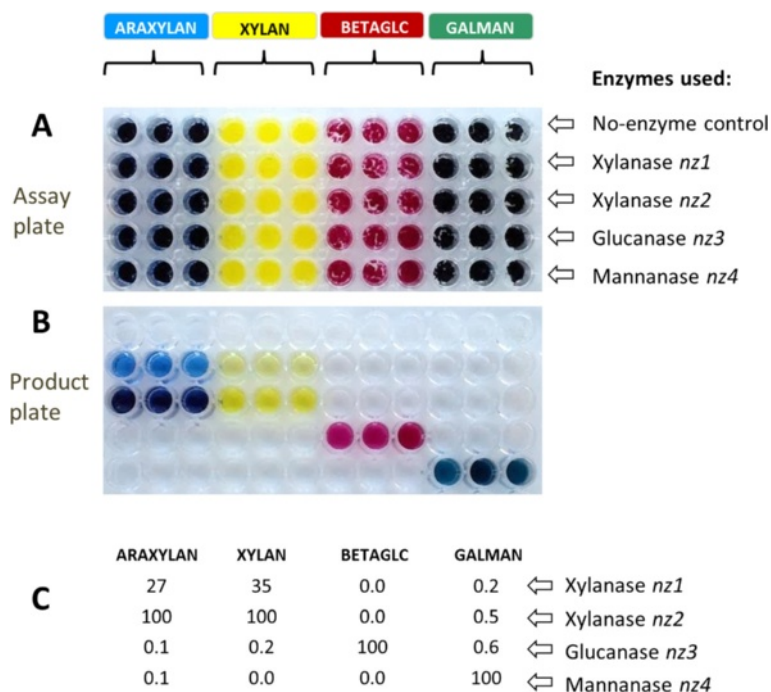 ARAXYLAN XYLAN BETAGLC GALMAN
Enzymes used:
A
Assay
plate
No-enzyme control
Xylanase nz1
Xylanase nz2
Glucanase nz3
Mannanase nz4
B
Product
plate
C
ARAXYLAN XYLAN BETAGLC GALMAN
27 35 0.0 0.2 Xylanase nz1
100 100 0.0 0.5 Xylanase nz2
0.1 0.2 100 0.6 Glucanase nz3
0.1 0.0 0.0 100 Mannanase nz4